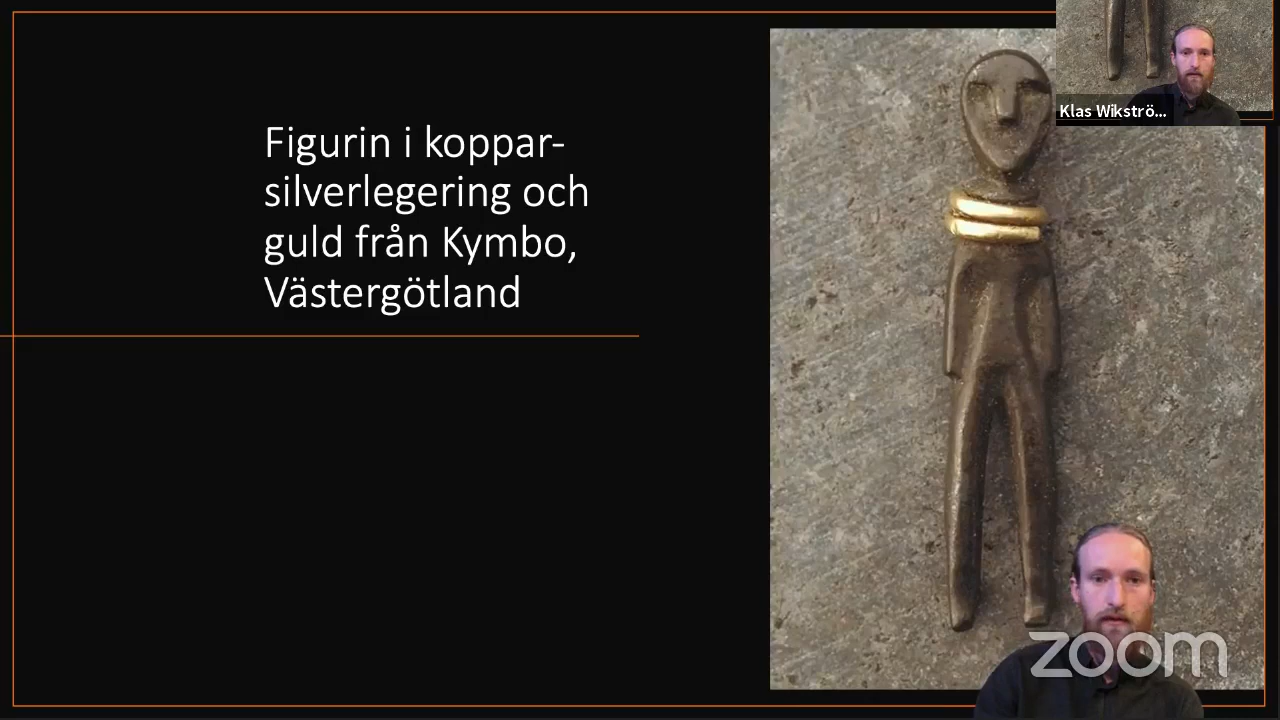 Figurin i koppar-
silverlegering och
guld från Kymbo,
Västergötland
Klas Wikströ...
zoom